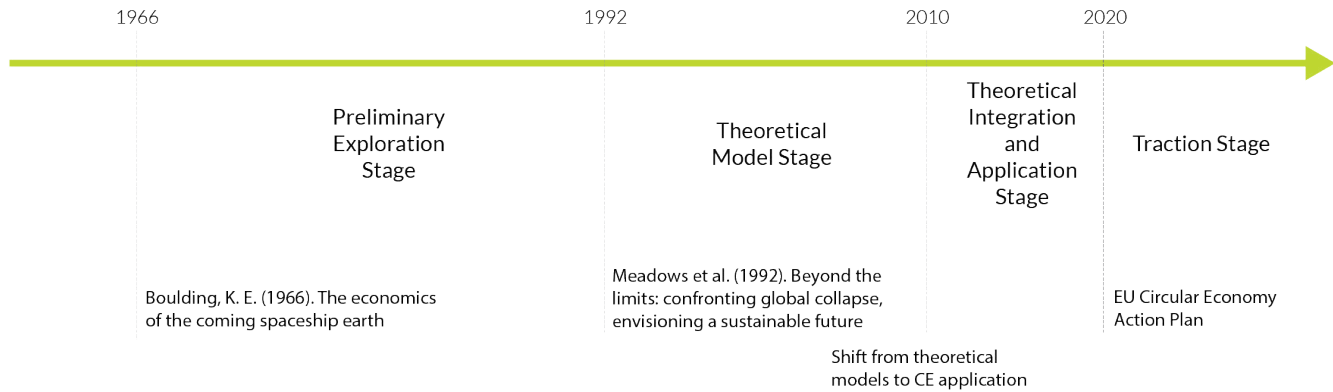 1966
1992
2010
2020
Preliminary
Exploration
Stage
Theoretical
Model Stage
Theoretical
Integration
and
Application
Stage
Traction Stage
Boulding, K. E. (1966). The economics
of the coming spaceship earth
Meadows et al. (1992). Beyond the
limits: confronting global collapse,
envisioning a sustainable future
Shift from theoretical
models to CE application
EU Circular Economy
Action Plan